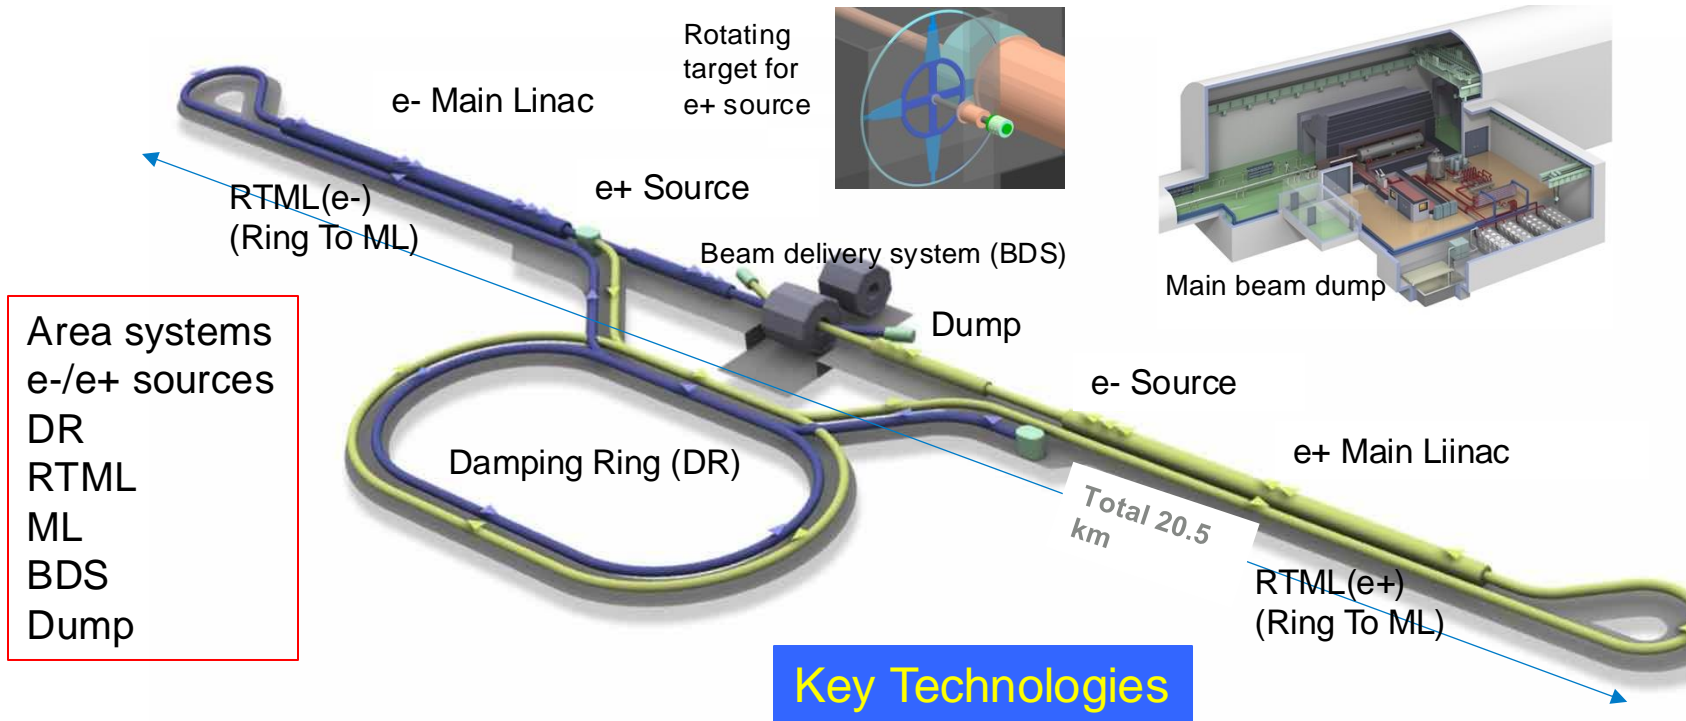 Rotating
target for
e+ source
e- Main Linac
e+ Source
RTML(e-)
(Ring To ML)
Beam delivery system (BDS)
Main beam dump
Dump
Area systems
e-/e+ sources
DR
RTML
ML
BDS
Dump
e- Source
Damping Ring (DR)
e+ Main Liinac
Total 20.5
km
RTML(e+)
(Ring To ML)
Key Technologies